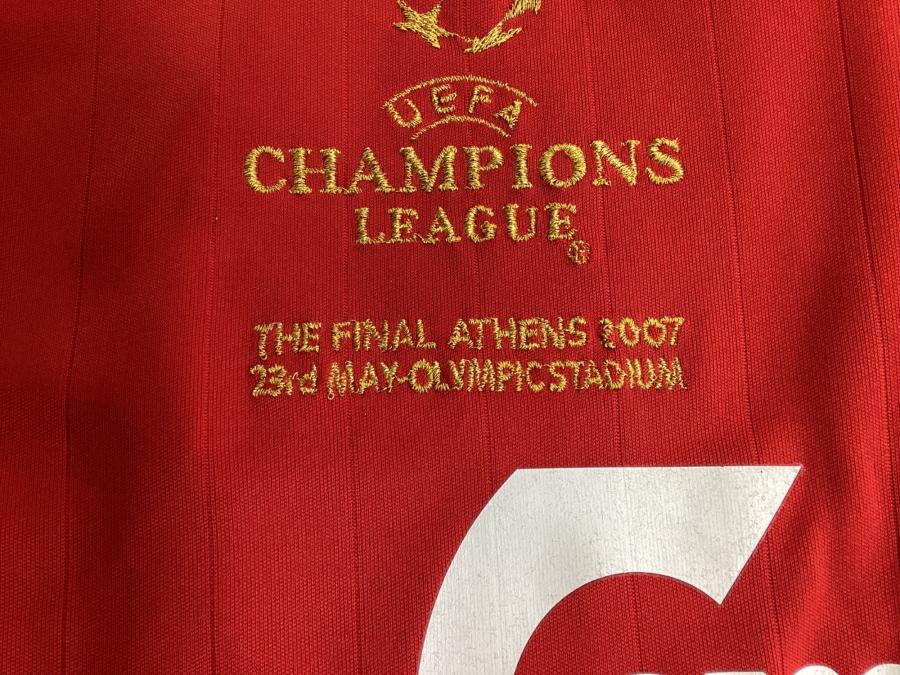 UEFA
CHAMPIONS
LEAGUE
THE FINAL ATHENS 2007
23rd MAY-OLYMPIC STADIUM